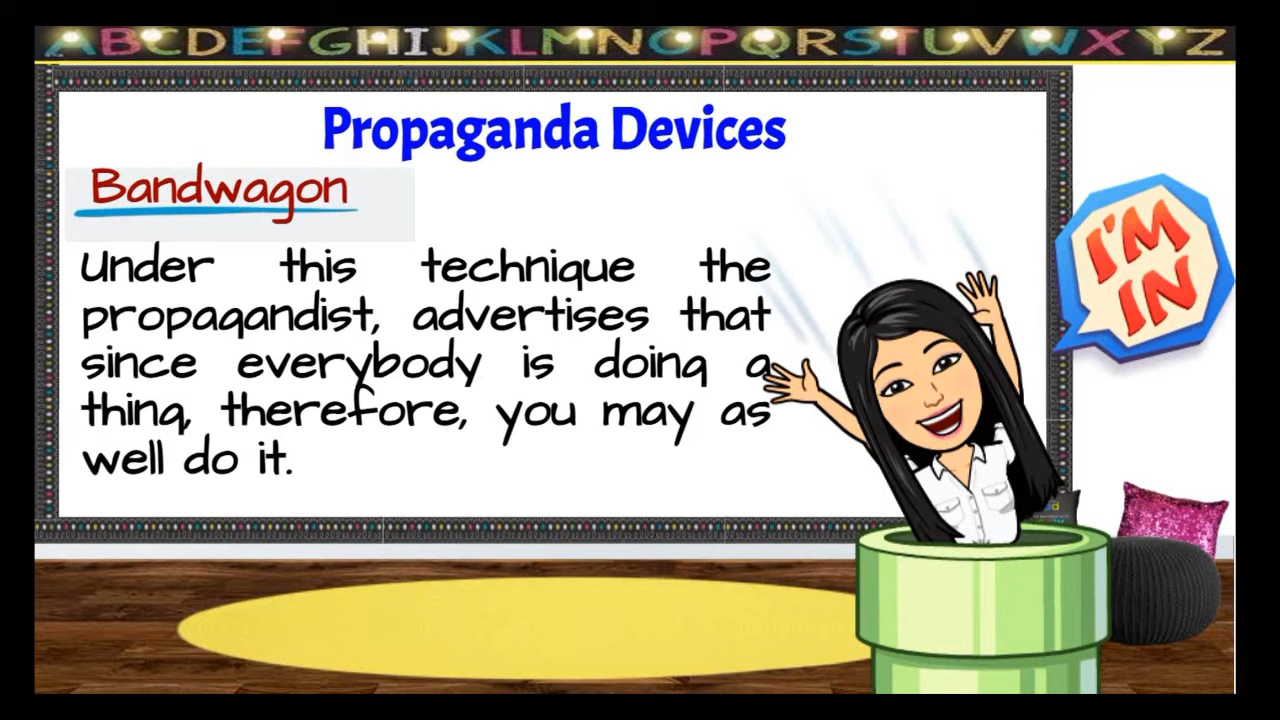 ABCDEFGHIJKLMNOPQRSTUVWXYZ
Propaganda Devices
Bandwagon
Under this technique the
propagandist, advertises that
since everybody is doing a
thing, therefore, you may as
well do it.
I'M
IN